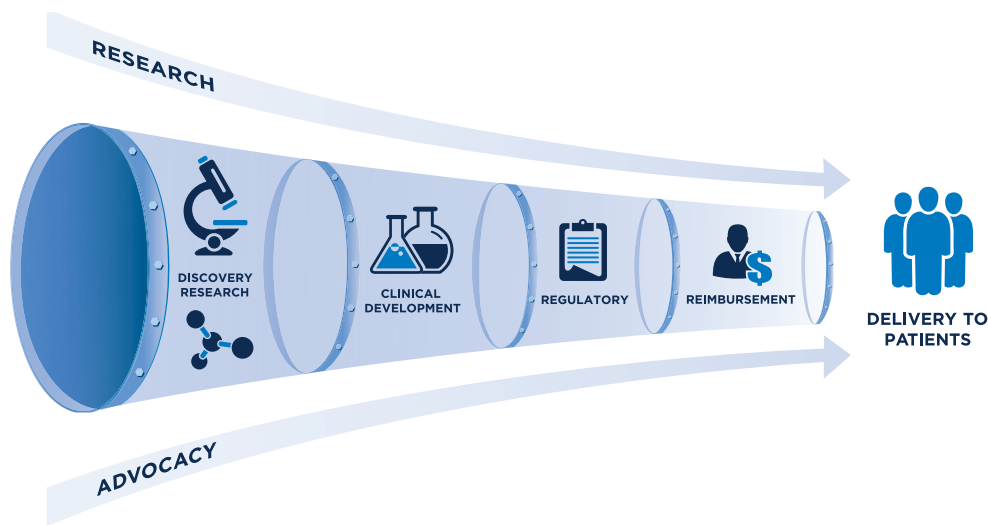 RESEARCH
DISCOVERY
RESEARCH
CLINICAL
DEVELOPMENT
REGULATORY
$
REIMBURSEMENT
DELIVERY TO
PATIENTS
ADVOCACY